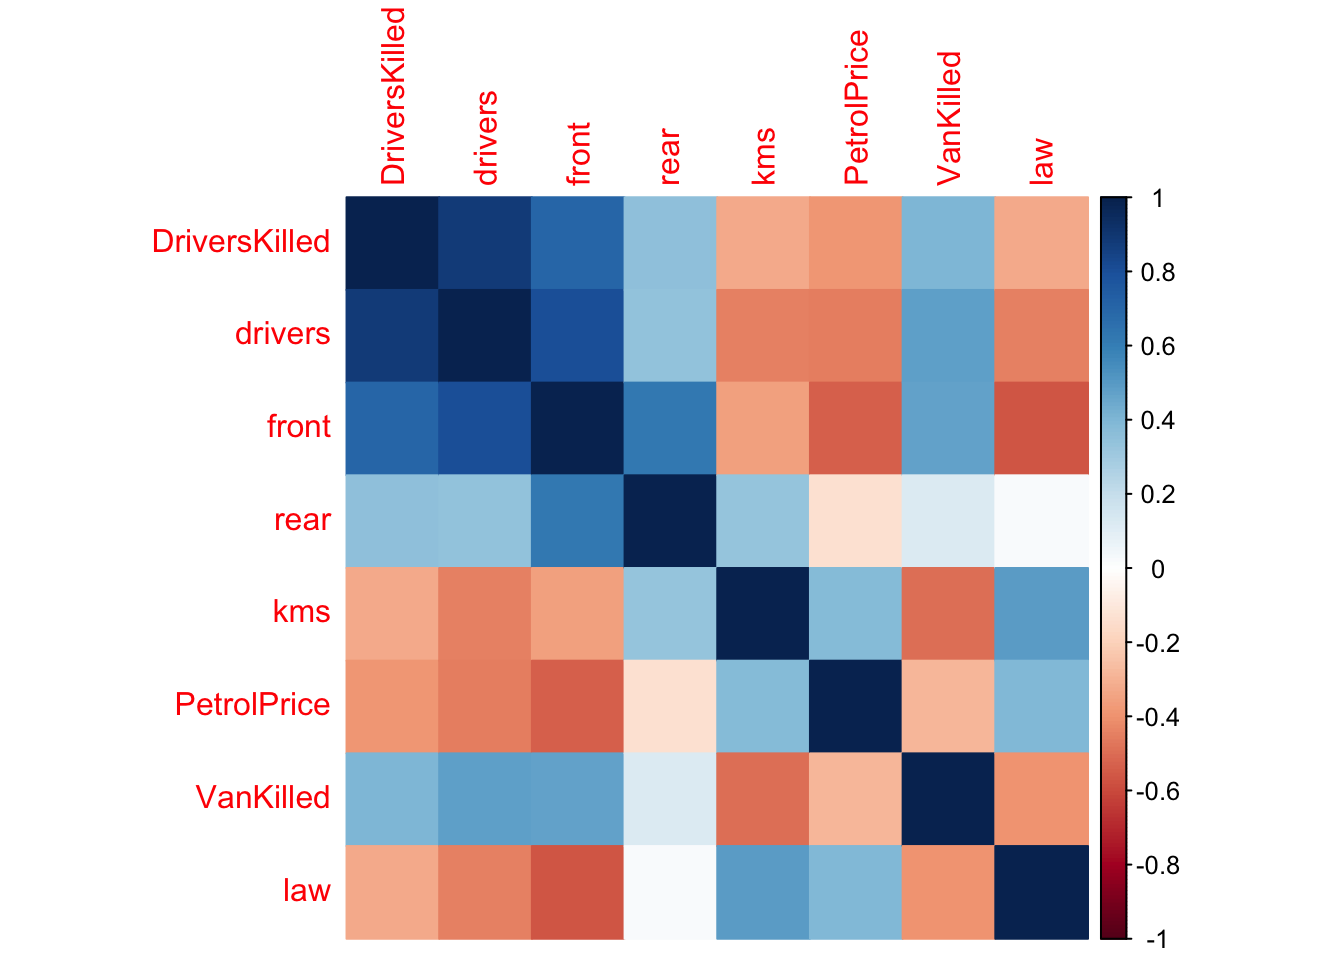 DriversKilled
drivers
front
rear
kms
PetrolPrice
VanKilled
law
DriversKilled
drivers
front
rear
kms
PetrolPrice
VanKilled
law
1
0.8
0.6
0.4
0.2
0
-0.2
-0.4
-0.6
-0.8
-1